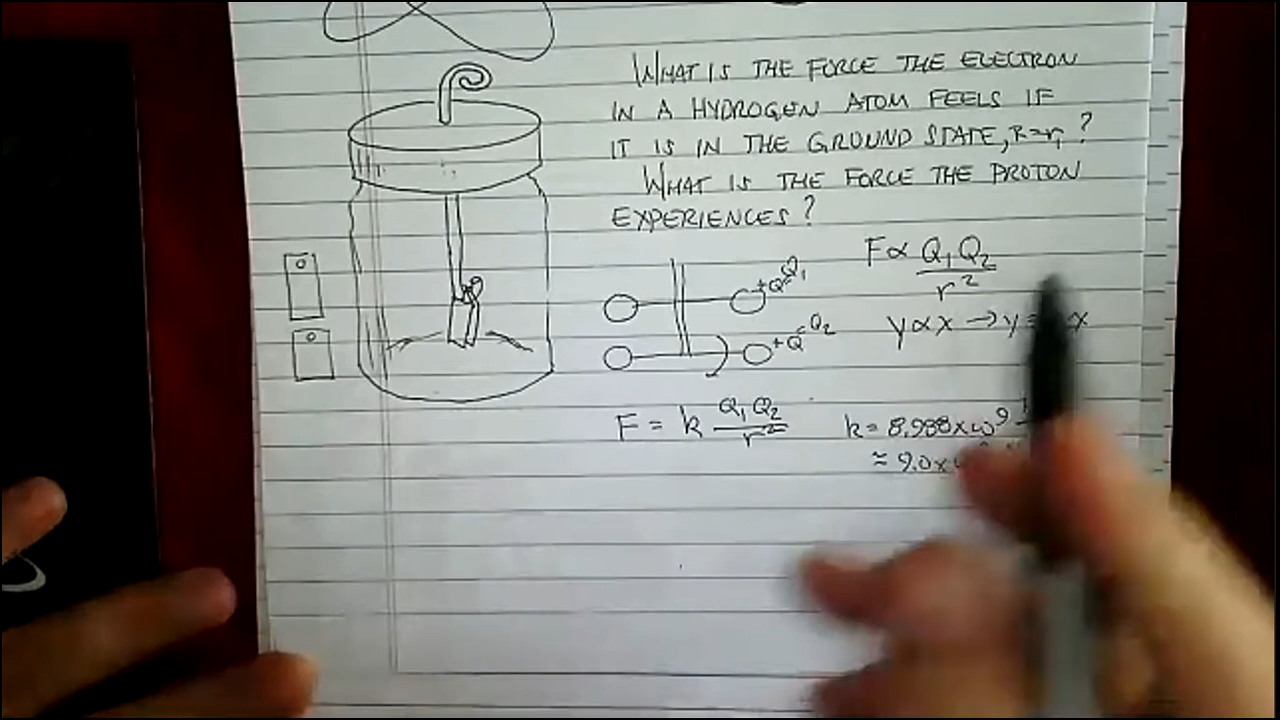 WHAT IS THE FORCE THE ELECTRON
IN A HYDROGEN ATOM FEELS IF
IT IS IN THE GROUND STATE, R=r₁?
WHAT IS THE FORCE THE PROTON
EXPERIENCES?
F ∝ Q₁Q₂ / r²
+Q=Q₁
y ∝ x → y = x
+Q=Q₂
F = k Q₁Q₂ / r²
k = 8.988×10⁹
≈ 9.0×